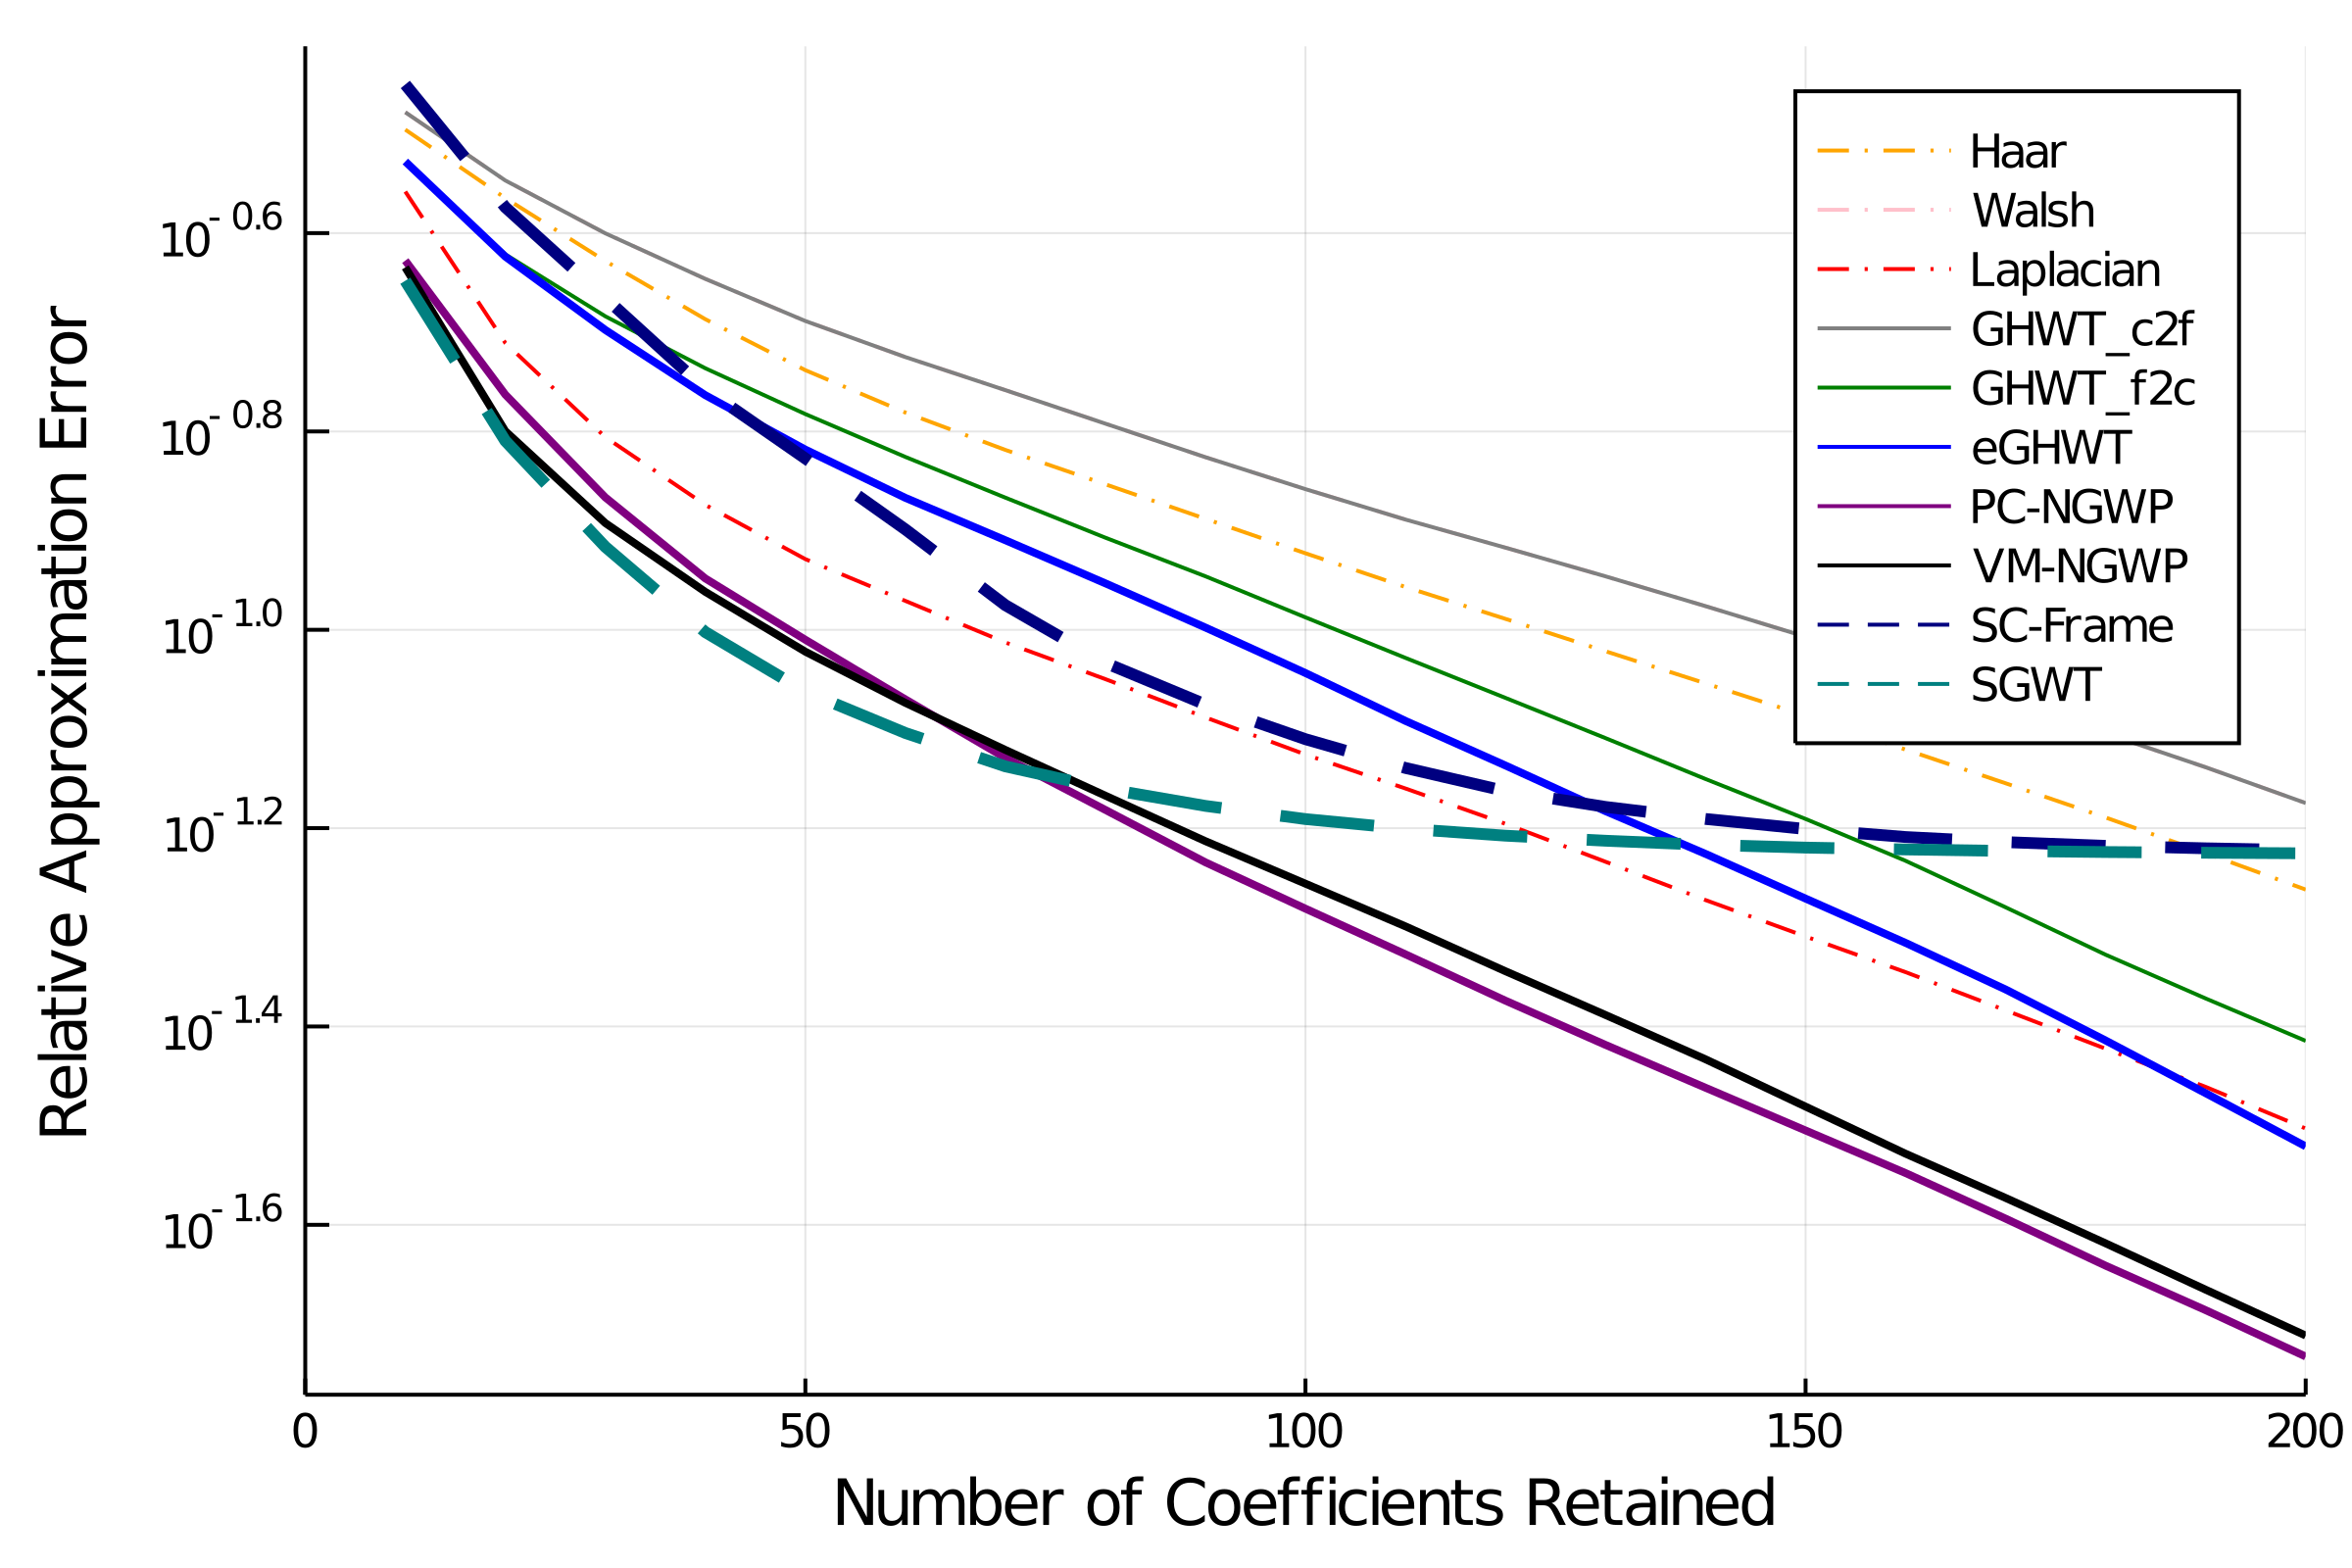 Relative Approximation Error
10^-0.6
10^-0.8
10^-1.0
10^-1.2
10^-1.4
10^-1.6
Haar
Walsh
Laplacian
GHWT_c2f
GHWT_f2c
eGHWT
PC-NGWP
VM-NGWP
SC-Frame
SGWT
0 50 100 150 200
Number of Coefficients Retained